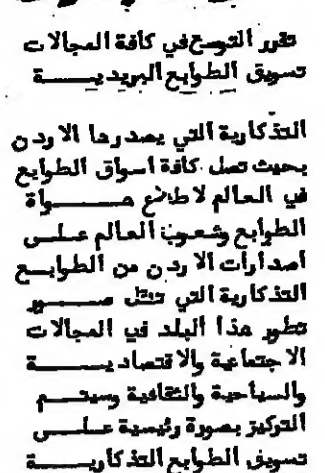 تقرر التوسع في كافة المجالات
تسويق الطوابع البريدية
التذكارية التي يصدرها الاردن
بحيث تصل كافة اسواق الطوابع
في العالم لاطلاع هواة
الطوابع وشعوب العالم على
اصدارات الاردن من الطوابع
التذكارية التي تمثل صور
تطور هذا البلد في المجالات
الاجتماعية والاقتصادية
والسياحية والثقافية وسيتم
التركيز بصورة رئيسية على
تسويق الطوابع التذكارية